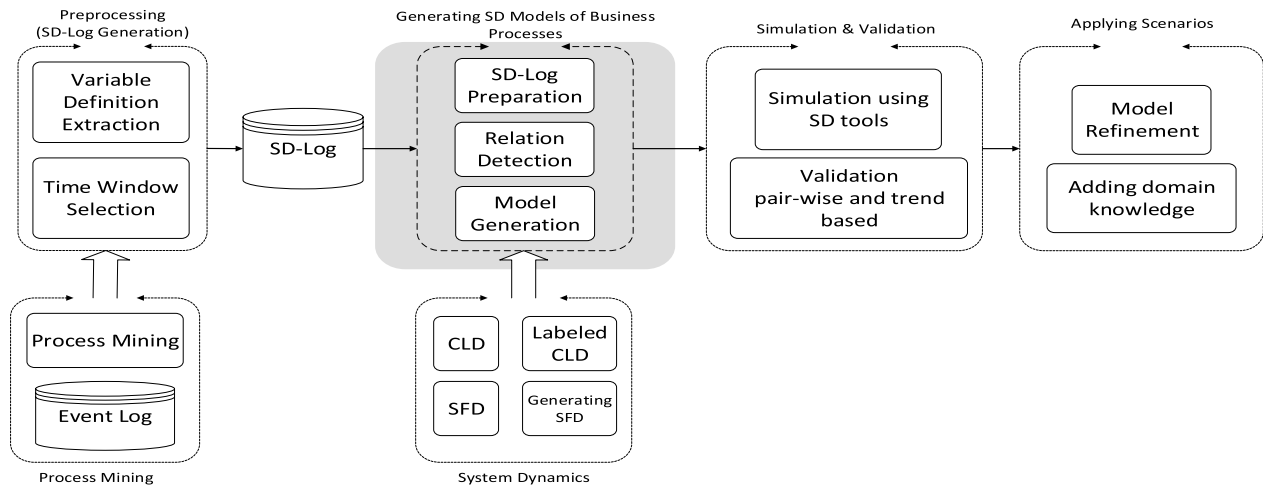 Preprocessing
(SD-Log Generation)
Variable
Definition
Extraction
Time Window
Selection
SD-Log
Generating SD Models of Business
Processes
SD-Log
Preparation
Relation
Detection
Model
Generation
Simulation & Validation
Simulation using
SD tools
Validation
pair-wise and trend
based
Applying Scenarios
Model
Refinement
Adding domain
knowledge
Process Mining
Event Log
Process Mining
CLD
Labeled
CLD
SFD
Generating
SFD
System Dynamics